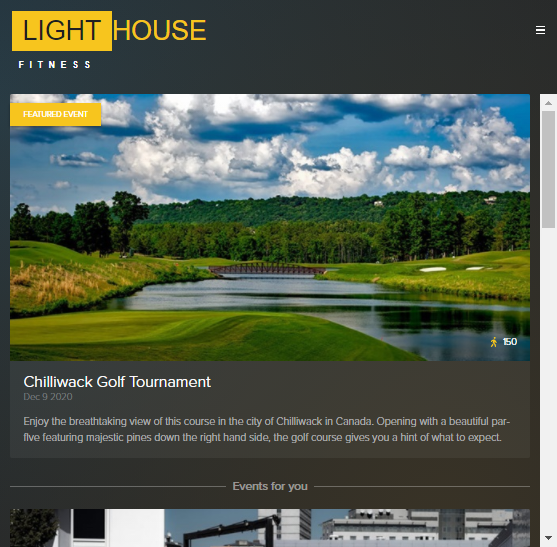 LIGHT HOUSE
FITNESS
FEATURED EVENT
150
Chilliwack Golf Tournament
Dec 9 2020
Enjoy the breathtaking view of this course in the city of Chilliwack in Canada. Opening with a beautiful par-
five featuring majestic pines down the right hand side, the golf course gives you a hint of what to expect.
Events for you